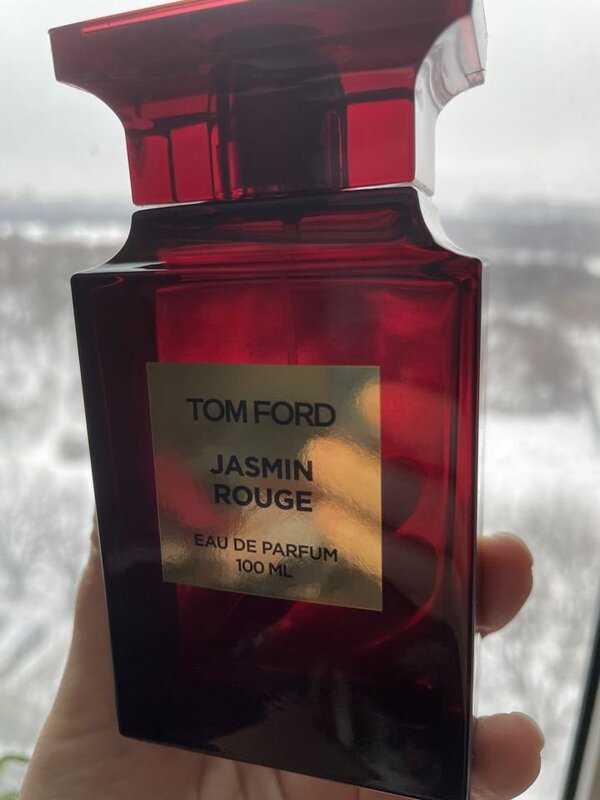 TOM FORD
JASMIN
ROUGE
EAU DE PARFUM
100 ML